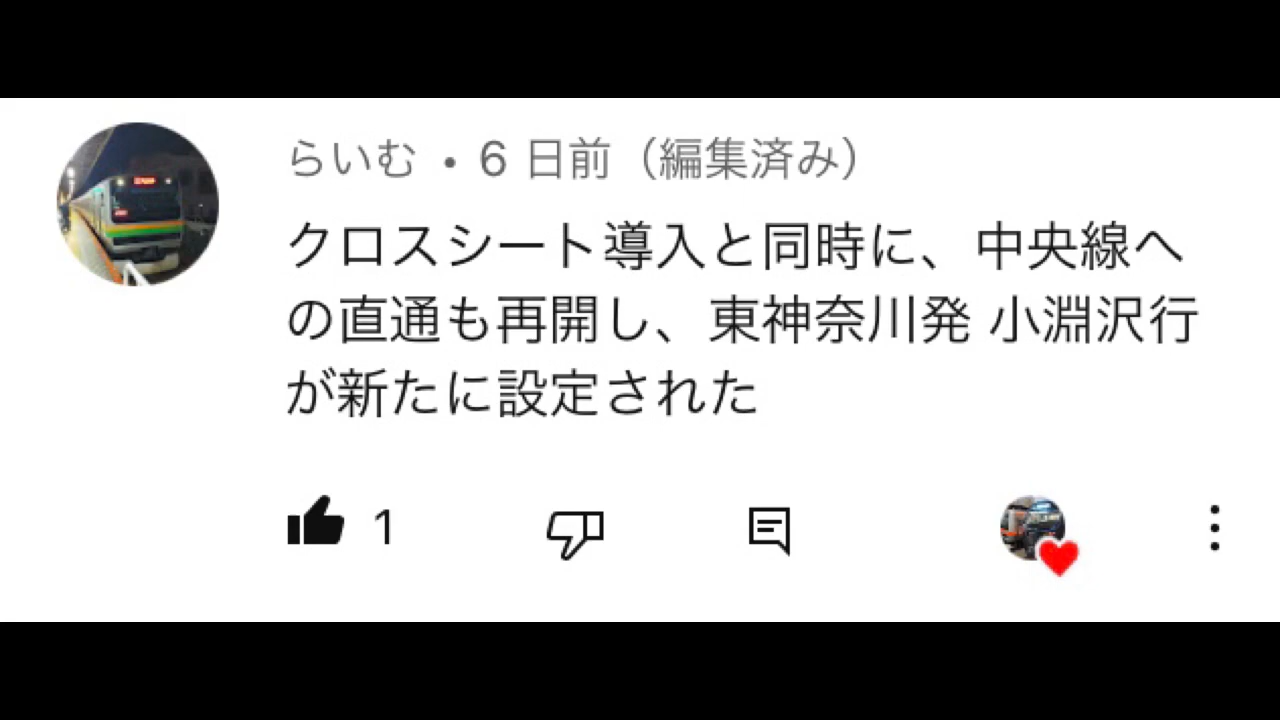 らいむ • 6 日前（編集済み）
クロスシート導入と同時に、中央線へ
の直通も再開し、東神奈川発 小淵沢行
が新たに設定された
1